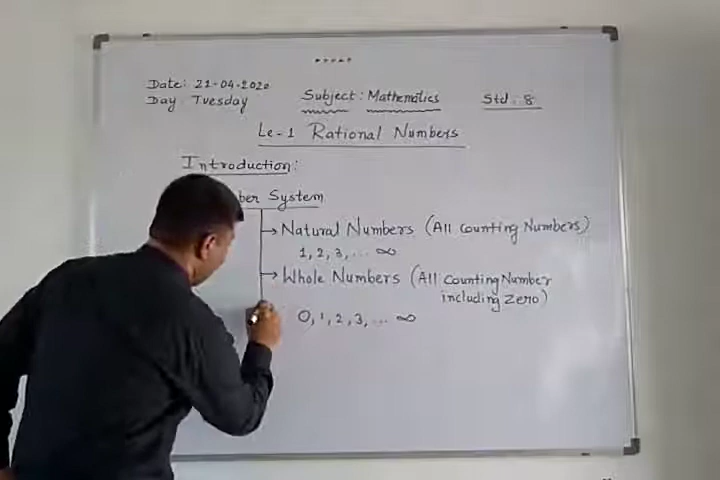 Date: 21-04-2020
Day Tuesday
Subject: Mathematics
Std: 8
Le-1 Rational Numbers
Introduction:
ber System
→ Natural Numbers (All Counting Numbers)
1, 2, 3, ... ∞
→ Whole Numbers (All Counting Number
including Zero)
0, 1, 2, 3, ... ∞